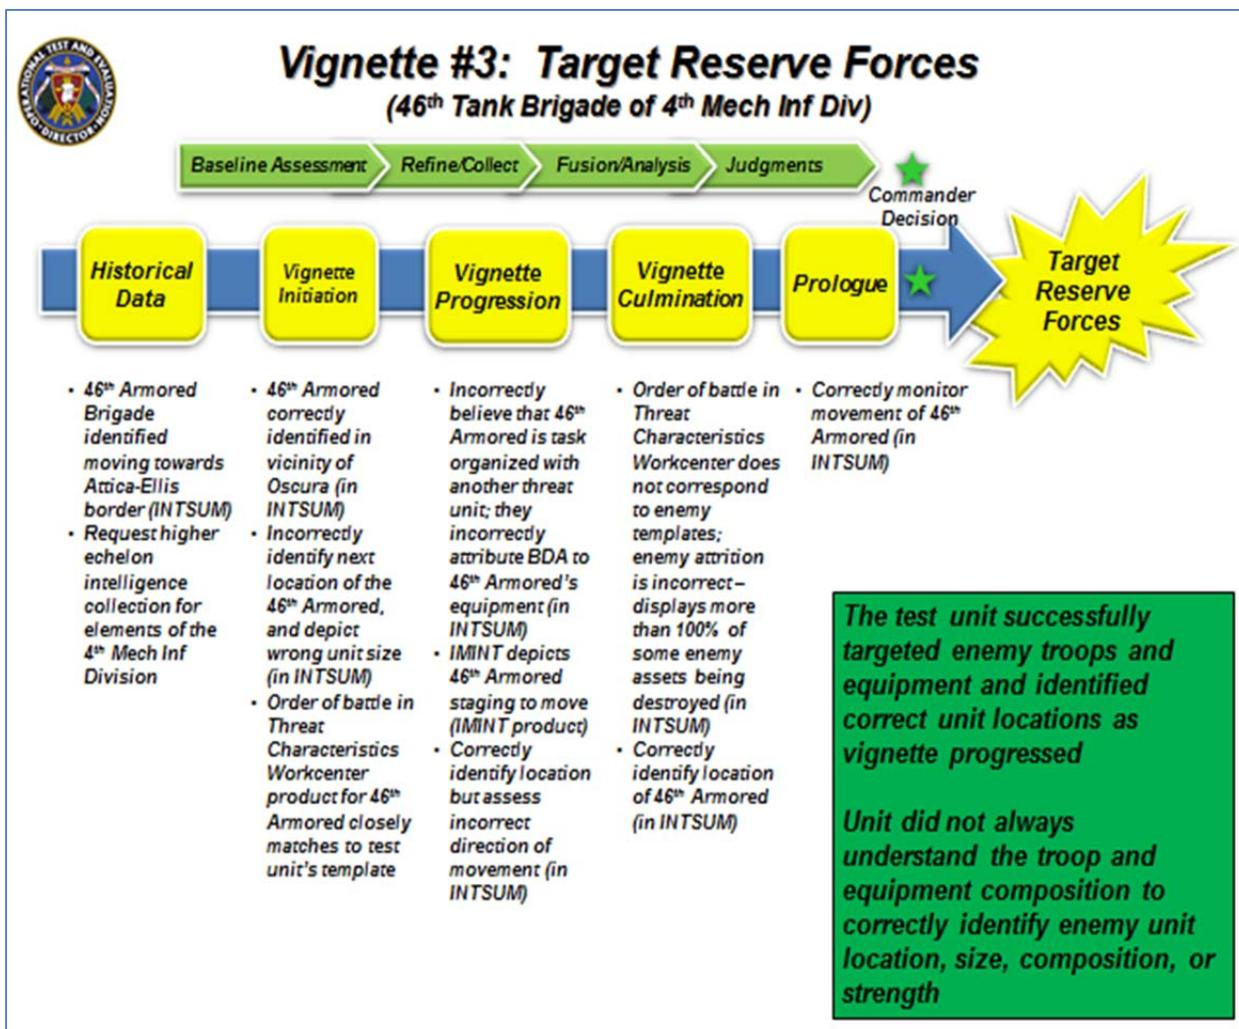 OPERATIONAL TEST AND EVALUATION
DIRECTOR
Vignette #3: Target Reserve Forces
(46th Tank Brigade of 4th Mech Inf Div)
Baseline Assessment
Refine/Collect
Fusion/Analysis
Judgments
Commander
Decision
Historical
Data
Vignette
Initiation
Vignette
Progression
Vignette
Culmination
Prologue
Target
Reserve
Forces
• 46th Armored
Brigade
identified
moving towards
Attica-Ellis
border (INTSUM)
• Request higher
echelon
intelligence
collection for
elements of the
4th Mech Inf
Division
• 46th Armored
correctly
identified in
vicinity of
Oscura (in
INTSUM)
• Incorrectly
identify next
location of the
46th Armored,
and depict
wrong unit size
(in INTSUM)
• Order of battle in
Threat
Characteristics
Workcenter
product for 46th
Armored closely
matches to test
unit's template
• Incorrectly
believe that 46th
Armored is task
organized with
another threat
unit; they
incorrectly
attribute BDA to
46th Armored's
equipment (in
INTSUM)
• IMINT depicts
46th Armored
staging to move
(IMINT product)
• Correctly
identify location
but assess
incorrect
direction of
movement (in
INTSUM)
• Order of battle in
Threat
Characteristics
Workcenter does
not correspond
to enemy
templates;
enemy attrition
is incorrect –
displays more
than 100% of
some enemy
assets being
destroyed (in
INTSUM)
• Correctly
identify location
of 46th Armored
(in INTSUM)
• Correctly monitor
movement of 46th
Armored (in
INTSUM)
The test unit successfully
targeted enemy troops and
equipment and identified
correct unit locations as
vignette progressed
Unit did not always
understand the troop and
equipment composition to
correctly identify enemy unit
location, size, composition, or
strength